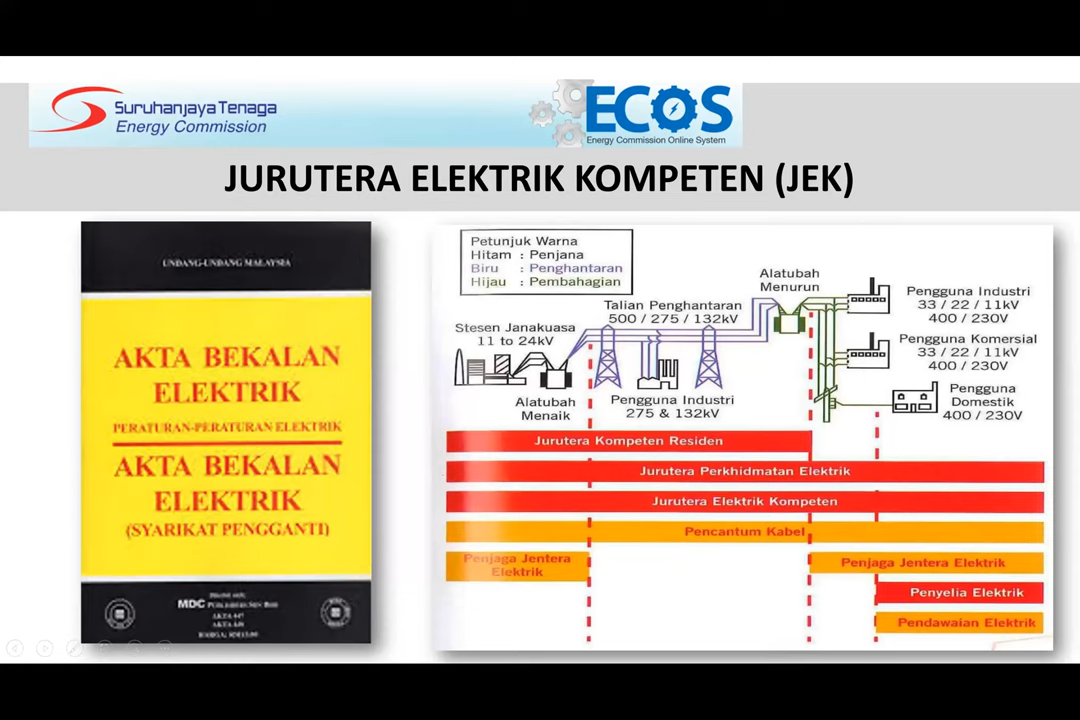 Suruhanjaya Tenaga
Energy Commission
ECOS
Energy Commission Online System
JURUTERA ELEKTRIK KOMPETEN (JEK)
UNDANG-UNDANG MALAYSIA
AKTA BEKALAN
ELEKTRIK
PERATURAN-PERATURAN ELEKTRIK
AKTA BEKALAN
ELEKTRIK
(SYARIKAT PENGGANTI)
MDC
Petunjuk Warna
Hitam : Penjana
Biru : Penghantaran
Hijau : Pembahagian
Stesen Janakuasa
11 to 24kV
Alatubah
Menaik
Talian Penghantaran
500 / 275 / 132kV
Pengguna Industri
275 & 132kV
Alatubah
Menurun
Pengguna Industri
33 / 22 / 11kV
400 / 230V
Pengguna Komersial
33 / 22 / 11kV
400 / 230V
Pengguna
Domestik
400 / 230V
Jurutera Kompeten Residen
Jurutera Perkhidmatan Elektrik
Jurutera Elektrik Kompeten
Pencantum Kabel
Penjaga Jentera
Elektrik
Penjaga Jentera Elektrik
Penyelia Elektrik
Pendawaian Elektrik